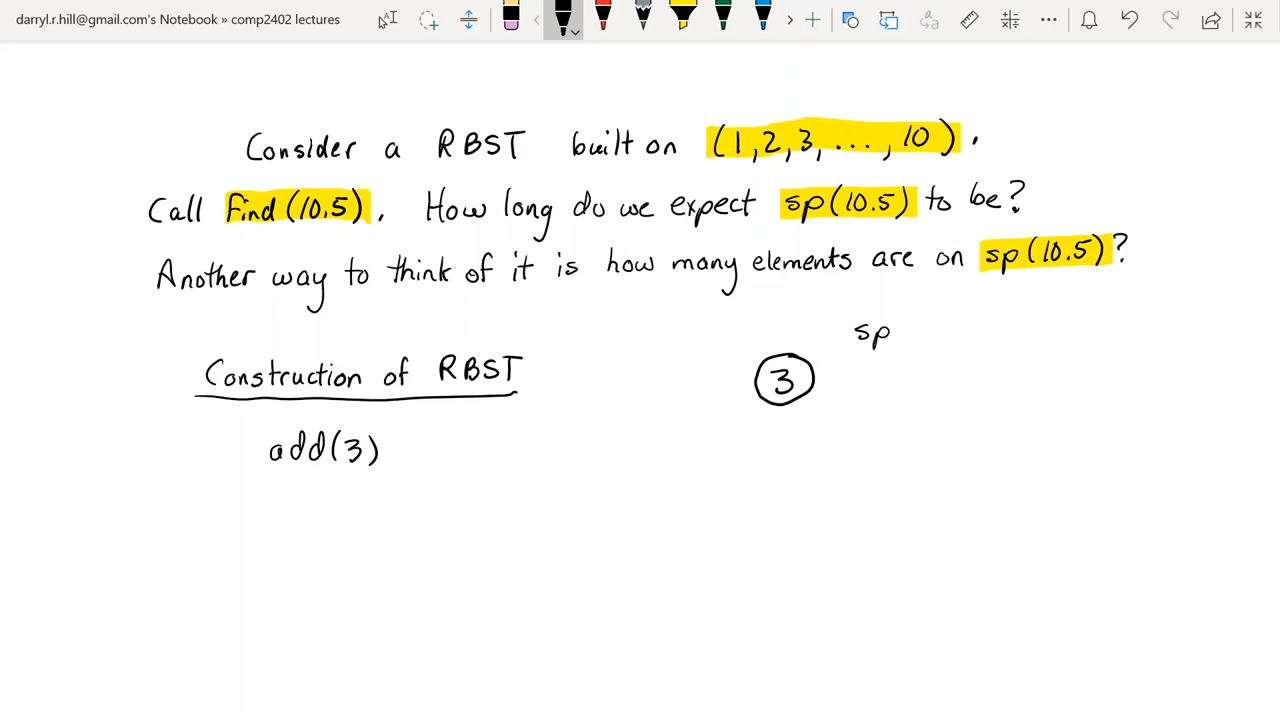 darryl.r.hill@gmail.com's Notebook » comp2402 lectures
Consider a RBST built on (1,2,3, ... , 10).
Call Find(10.5). How long do we expect sp(10.5) to be?
Another way to think of it is how many elements are on sp(10.5)?
sp
Construction of RBST
3
add(3)